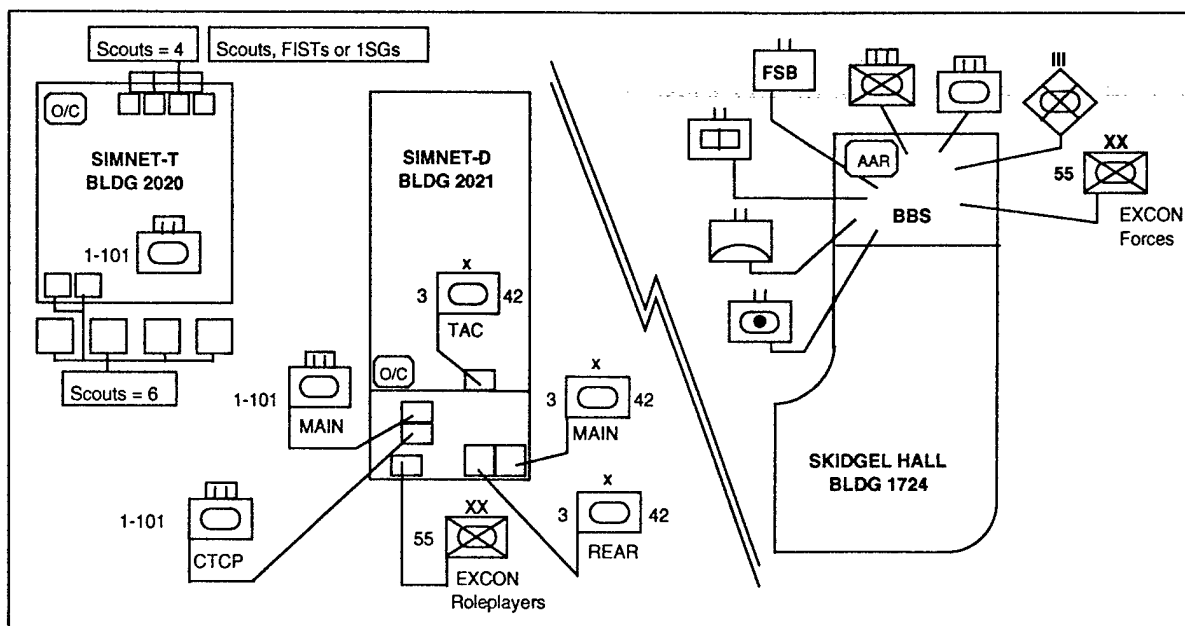 Scouts = 4
Scouts, FISTs or 1SGs
O/C
SIMNET-T
BLDG 2020
1-101
Scouts = 6
SIMNET-D
BLDG 2021
x
3 42
TAC
O/C
1-101
MAIN
x
3 42
MAIN
1-101
CTCP
XX
55
EXCON
Roleplayers
x
3 42
REAR
FSB
III
AAR
BBS
XX
55
EXCON
Forces
SKIDGEL HALL
BLDG 1724